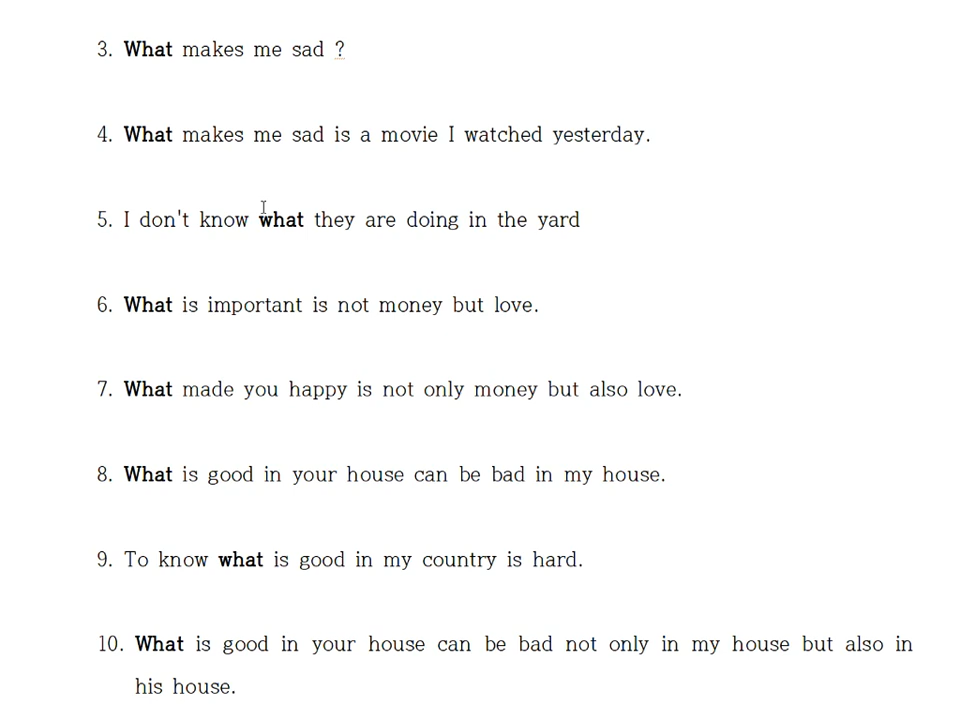 3. What makes me sad ?
4. What makes me sad is a movie I watched yesterday.
5. I don't know what they are doing in the yard
6. What is important is not money but love.
7. What made you happy is not only money but also love.
8. What is good in your house can be bad in my house.
9. To know what is good in my country is hard.
10. What is good in your house can be bad not only in my house but also in
his house.